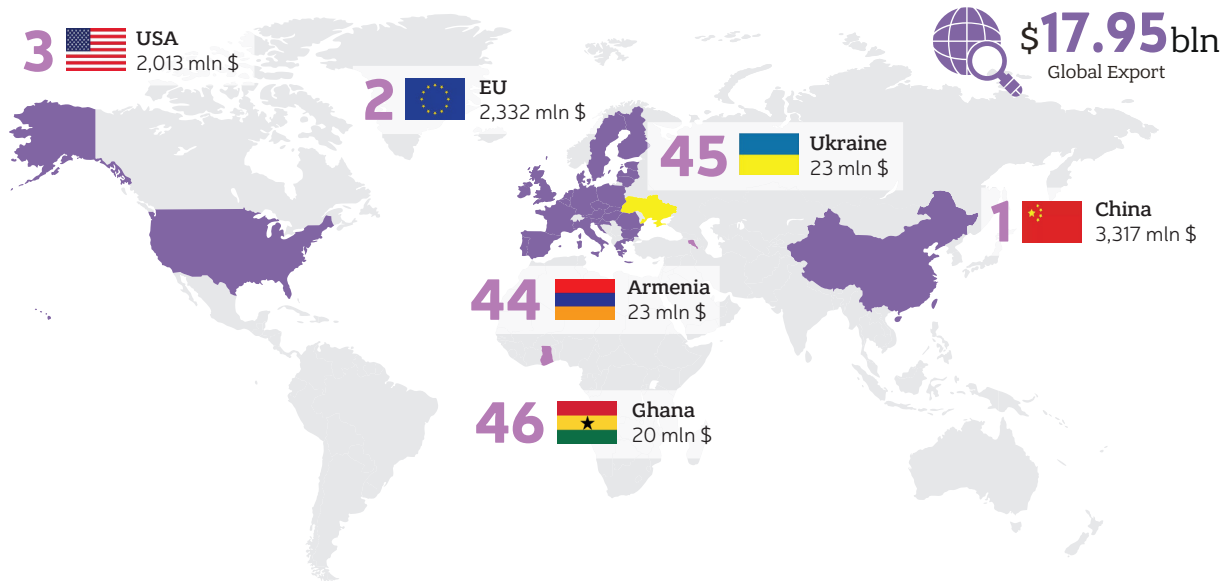 3
USA
2,013 mln $
2
EU
2,332 mln $
$17.95bln
Global Export
45
Ukraine
23 mln $
1
China
3,317 mln $
44
Armenia
23 mln $
46
Ghana
20 mln $